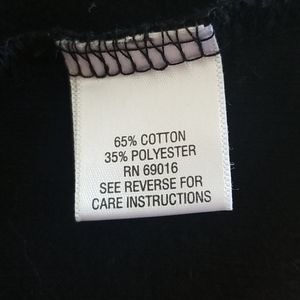 65% COTTON
35% POLYESTER
RN 69016
SEE REVERSE FOR
CARE INSTRUCTIONS